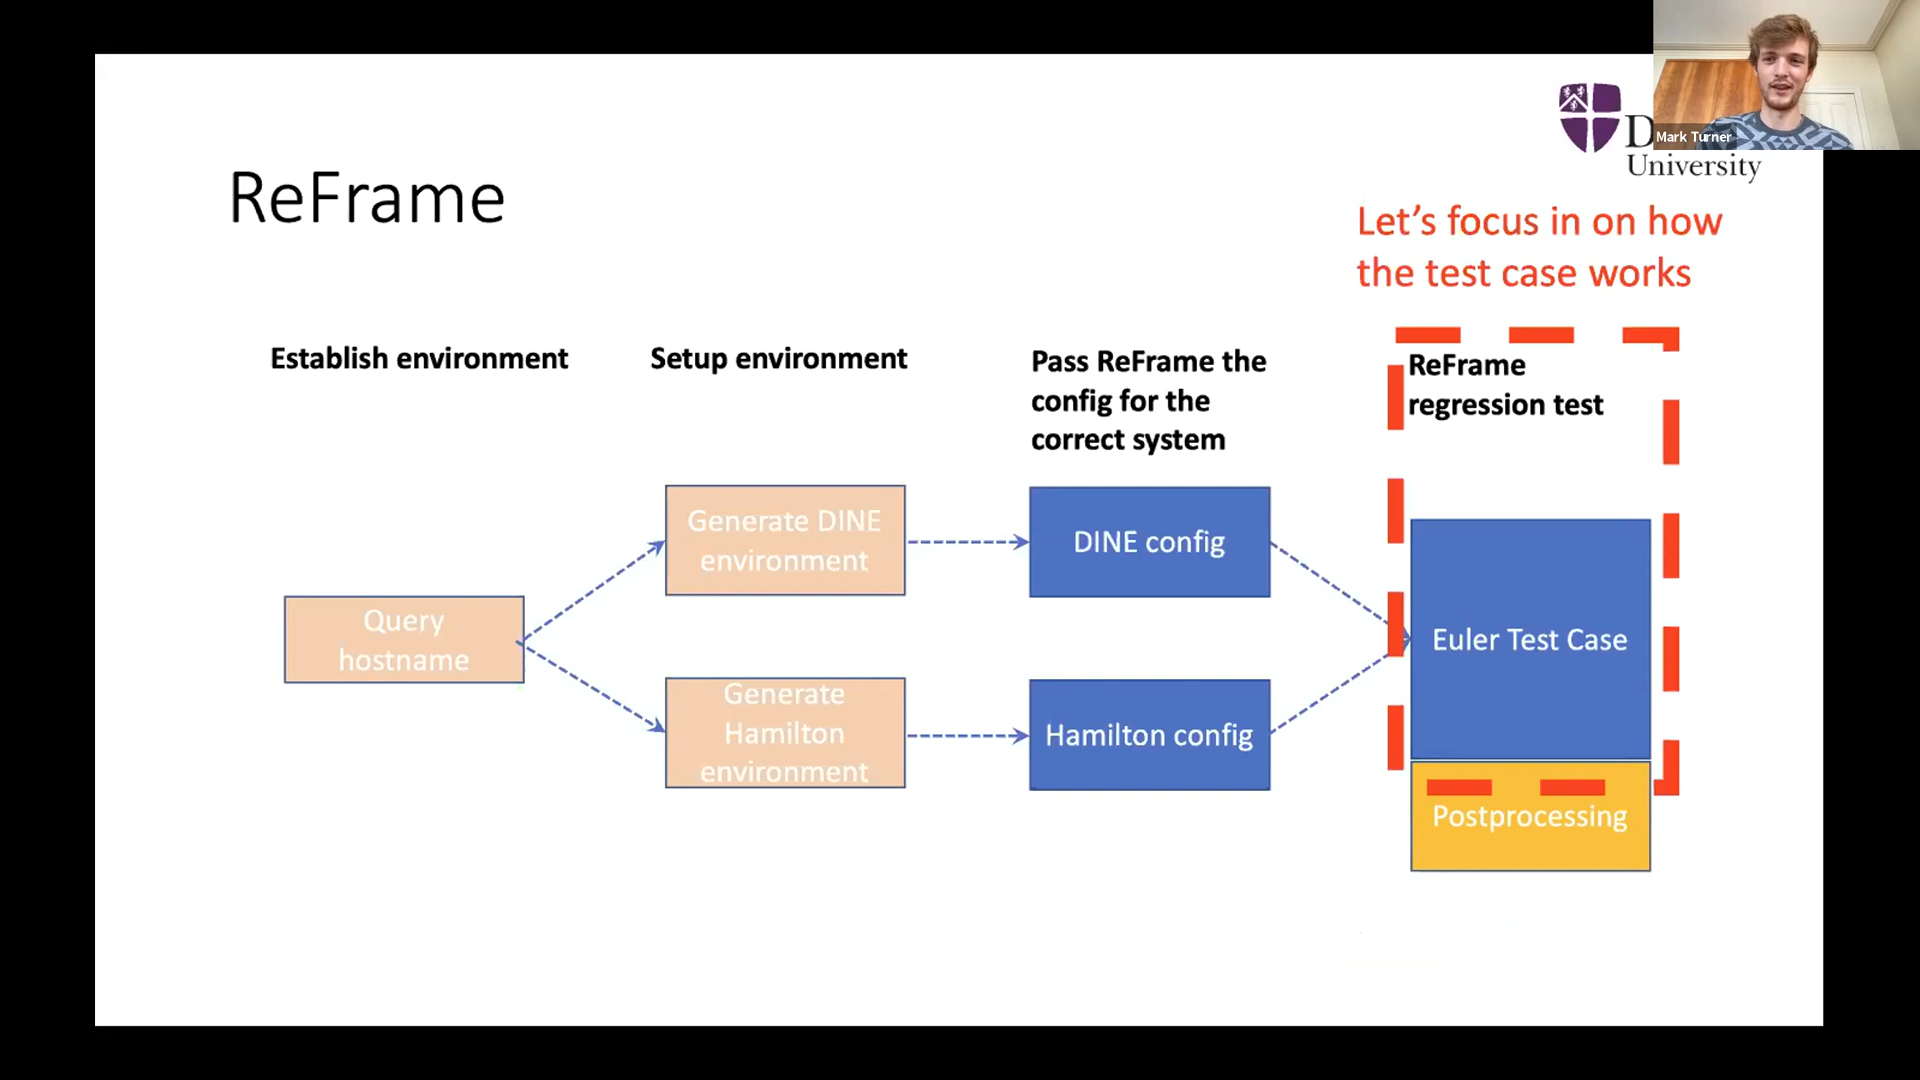 Mark Turner
University
ReFrame
Let's focus in on how
the test case works
Establish environment
Setup environment
Pass ReFrame the
config for the
correct system
ReFrame
regression test
Query
hostname
Generate DINE
environment
Generate
Hamilton
environment
DINE config
Hamilton config
Euler Test Case
Postprocessing